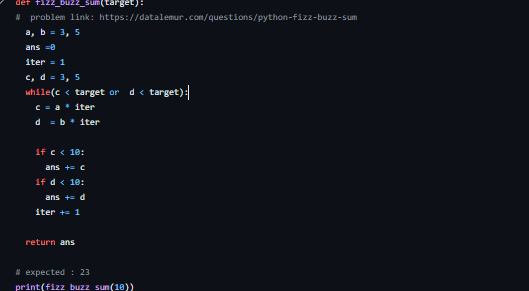 def fizz_buzz_sum(target):
#  problem link: https://datalemur.com/questions/python-fizz-buzz-sum
a, b = 3, 5
ans =0
iter = 1
c, d = 3, 5
while(c < target or  d < target):
c = a * iter
d  = b * iter
if c < 10:
ans += c
if d < 10:
ans += d
iter += 1
return ans
# expected : 23
print(fizz_buzz_sum(10))